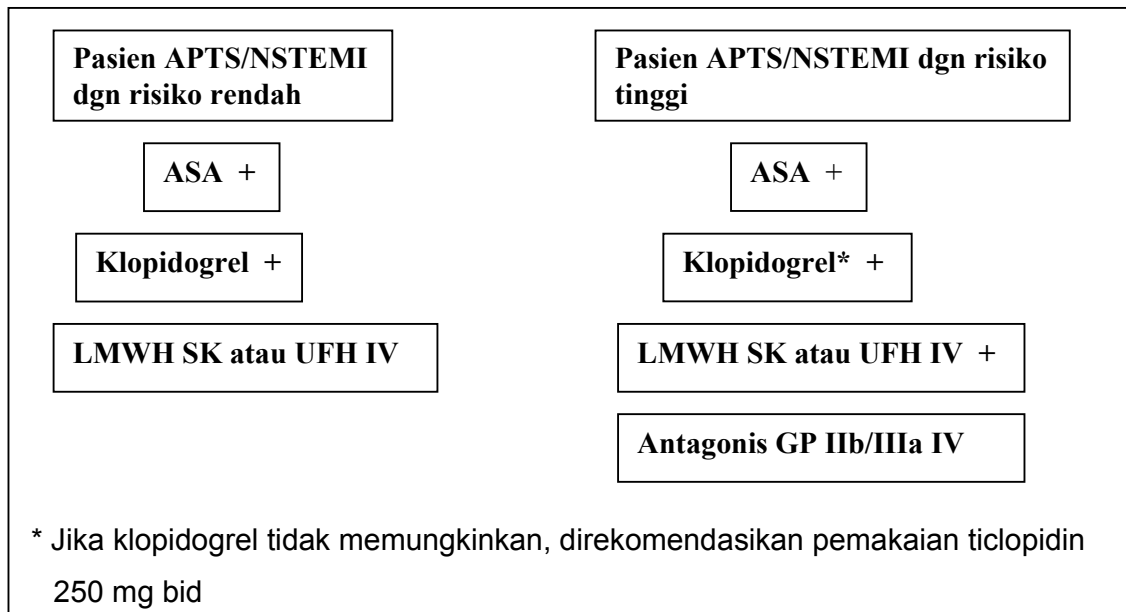 Pasien APTS/NSTEMI
dgn risiko rendah
ASA +
Klopidogrel +
LMWH SK atau UFH IV
Pasien APTS/NSTEMI dgn risiko
tinggi
ASA +
Klopidogrel* +
LMWH SK atau UFH IV +
Antagonis GP IIb/IIIa IV
* Jika klopidogrel tidak memungkinkan, direkomendasikan pemakaian ticlopidin
250 mg bid